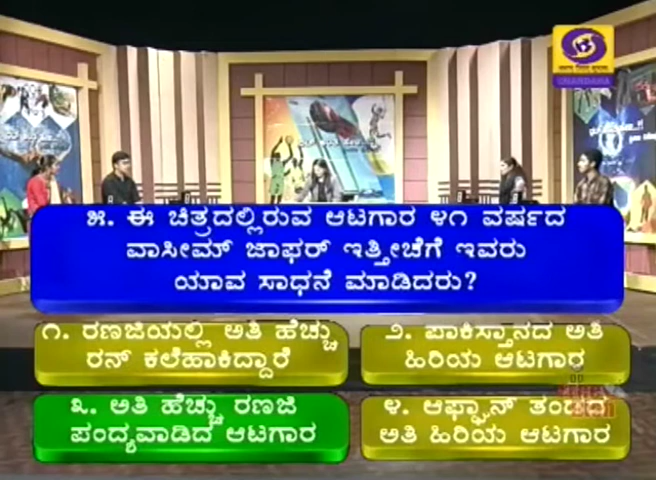 CHANDANA
೫. ಈ ಚಿತ್ರದಲ್ಲಿರುವ ಆಟಗಾರ ೪೧ ವರ್ಷದ
ವಾಸೀಮ್ ಜಾಫರ್ ಇತ್ತೀಚೆಗೆ ಇವರು
ಯಾವ ಸಾಧನೆ ಮಾಡಿದರು?
೧. ರಣಜಿಯಲ್ಲಿ ಅತಿ ಹೆಚ್ಚು
ರನ್ ಕಲೆಹಾಕಿದ್ದಾರೆ
೨. ಪಾಕಿಸ್ತಾನದ ಅತಿ
ಹಿರಿಯ ಆಟಗಾರ
೩. ಅತಿ ಹೆಚ್ಚು ರಣಜಿ
ಪಂದ್ಯವಾಡಿದ ಆಟಗಾರ
೪. ಆಫ್ಘಾನ್ ತಂಡದ
ಅತಿ ಹಿರಿಯ ಆಟಗಾರ